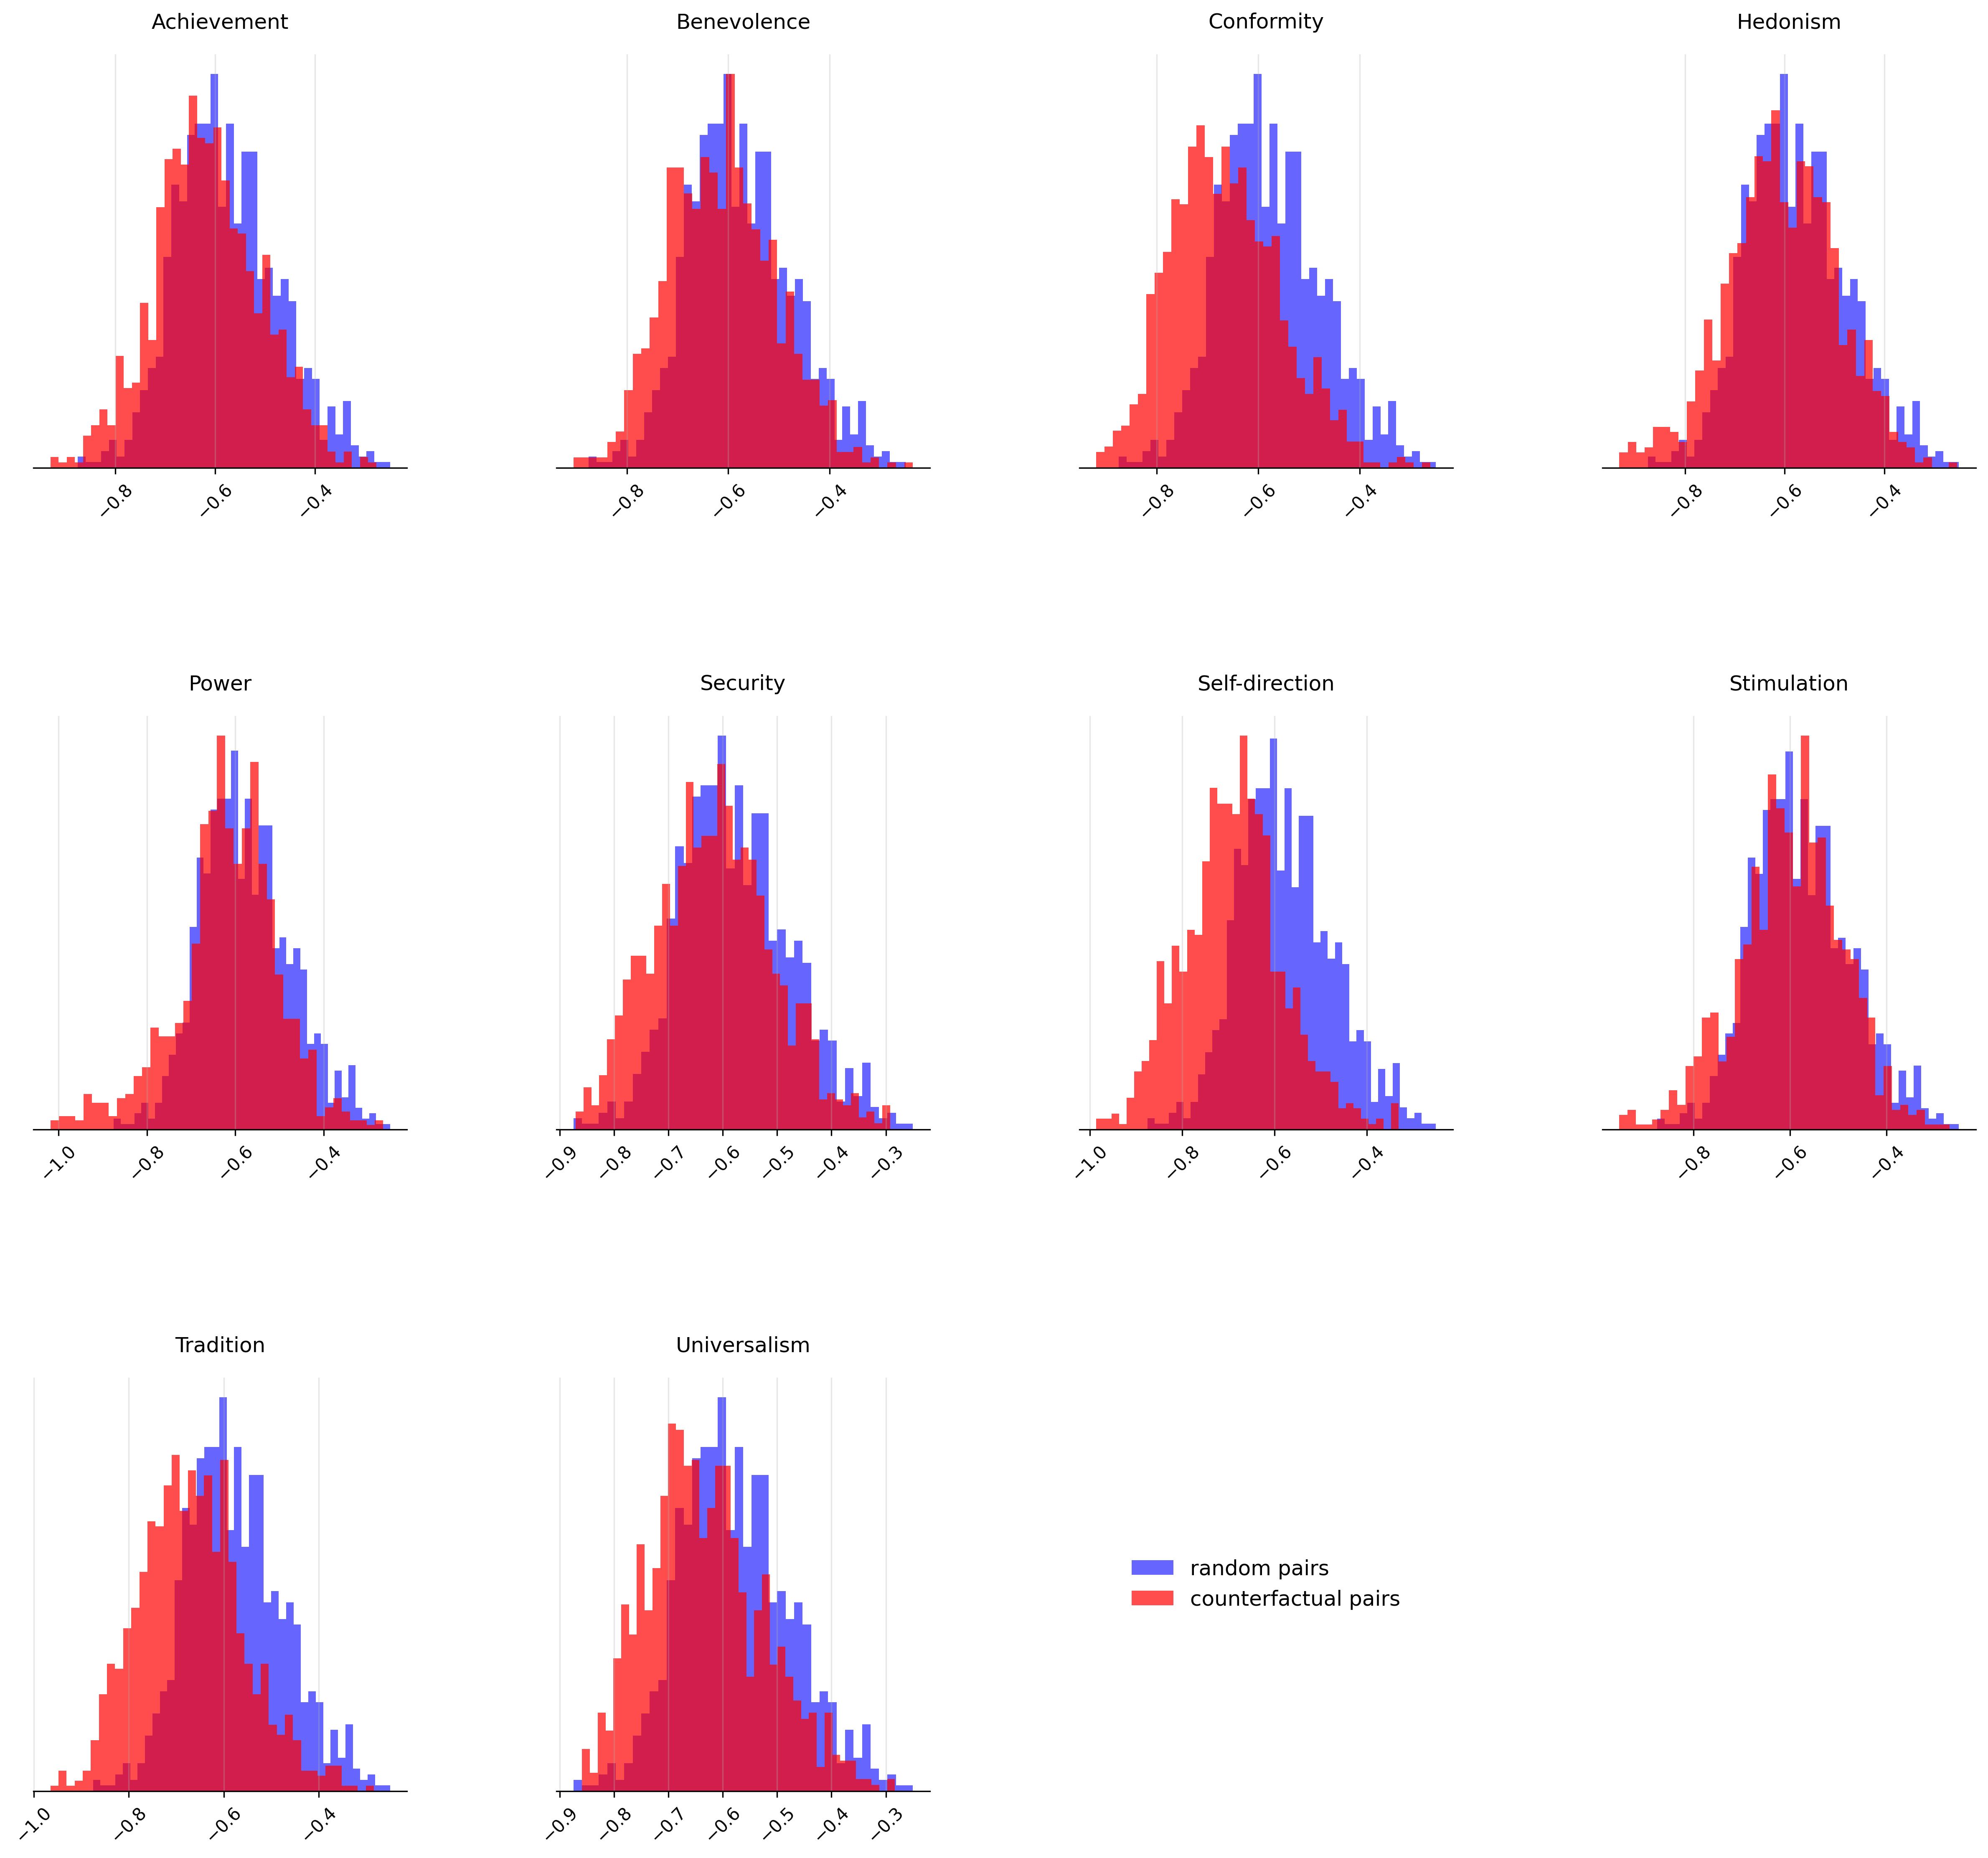 Achievement
Benevolence
Conformity
Hedonism
−0.8 −0.6 −0.4
−0.8 −0.6 −0.4
−0.8 −0.6 −0.4
−0.8 −0.6 −0.4
Power
Security
Self-direction
Stimulation
−1.0 −0.8 −0.6 −0.4
−0.9 −0.8 −0.7 −0.6 −0.5 −0.4 −0.3
−1.0 −0.8 −0.6 −0.4
−0.8 −0.6 −0.4
Tradition
Universalism
random pairs
counterfactual pairs
−1.0 −0.8 −0.6 −0.4
−0.9 −0.8 −0.7 −0.6 −0.5 −0.4 −0.3